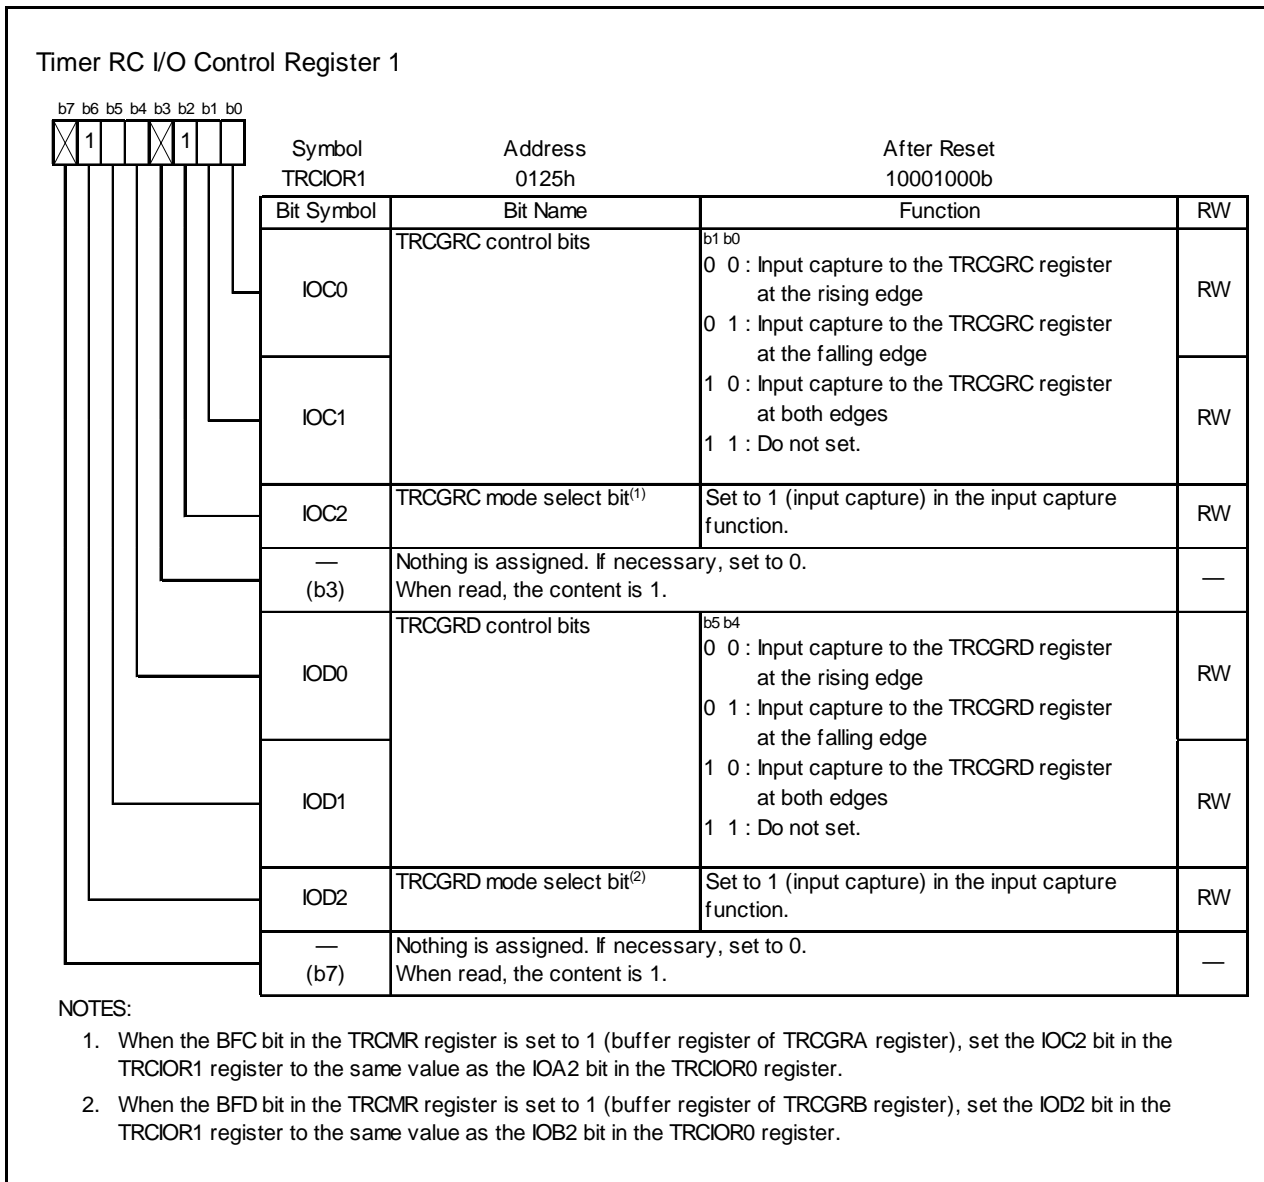 Timer RC I/O Control Register 1
b7 b6 b5 b4 b3 b2 b1 b0
1 1
Symbol Address After Reset
TRCIOR1 0125h 10001000b
Bit Symbol Bit Name Function RW
IOC0 TRCGRC control bits b1 b0
0 0 : Input capture to the TRCGRC register
at the rising edge RW
0 1 : Input capture to the TRCGRC register
at the falling edge
IOC1 1 0 : Input capture to the TRCGRC register
at both edges RW
1 1 : Do not set.
IOC2 TRCGRC mode select bit(1) Set to 1 (input capture) in the input capture
function. RW
— Nothing is assigned. If necessary, set to 0.
(b3) When read, the content is 1. —
IOD0 TRCGRD control bits b5 b4
0 0 : Input capture to the TRCGRD register
at the rising edge RW
0 1 : Input capture to the TRCGRD register
at the falling edge
IOD1 1 0 : Input capture to the TRCGRD register
at both edges RW
1 1 : Do not set.
IOD2 TRCGRD mode select bit(2) Set to 1 (input capture) in the input capture
function. RW
— Nothing is assigned. If necessary, set to 0.
(b7) When read, the content is 1. —
NOTES:
1. When the BFC bit in the TRCMR register is set to 1 (buffer register of TRCGRA register), set the IOC2 bit in the
TRCIOR1 register to the same value as the IOA2 bit in the TRCIOR0 register.
2. When the BFD bit in the TRCMR register is set to 1 (buffer register of TRCGRB register), set the IOD2 bit in the
TRCIOR1 register to the same value as the IOB2 bit in the TRCIOR0 register.